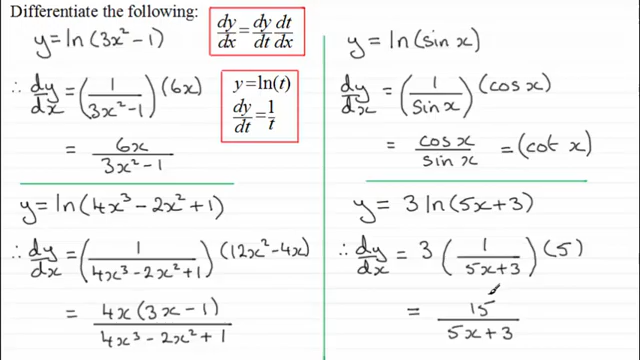 Differentiate the following:
y = ln(3x² − 1)
dy/dx = dy/dt dt/dx
∴ dy/dx = (1/(3x² − 1)) (6x)
y = ln(t)
dy/dt = 1/t
= 6x/(3x² − 1)
y = ln(4x³ − 2x² + 1)
∴ dy/dx = (1/(4x³ − 2x² + 1)) (12x² − 4x)
= 4x(3x − 1)/(4x³ − 2x² + 1)
y = ln(sin x)
dy/dx = (1/sin x) (cos x)
= cos x/sin x = (cot x)
y = 3 ln(5x + 3)
∴ dy/dx = 3 (1/(5x + 3)) (5)
= 15/(5x + 3)